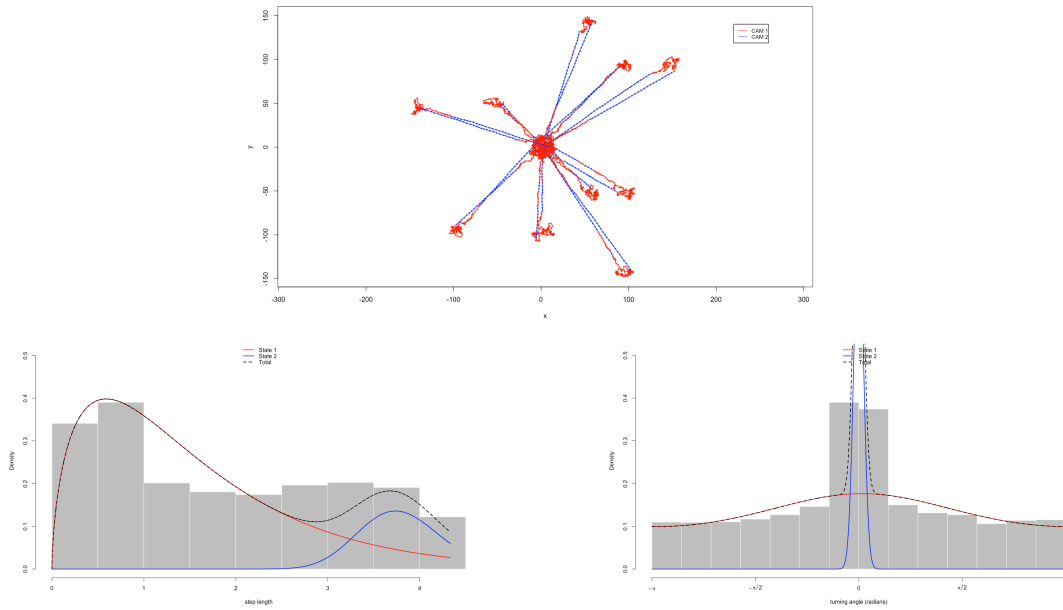 CAM 1
CAM 2
150
100
50
0
-50
-100
-150
y
-300 -200 -100 0 100 200 300
x
State 1
State 2
Total
0.5
0.4
0.3
0.2
0.1
0.0
Density
0 1 2 3 4
step length
State 1
State 2
Total
0.5
0.4
0.3
0.2
0.1
0.0
Density
−π −π/2 0 π/2
turning angle (radians)